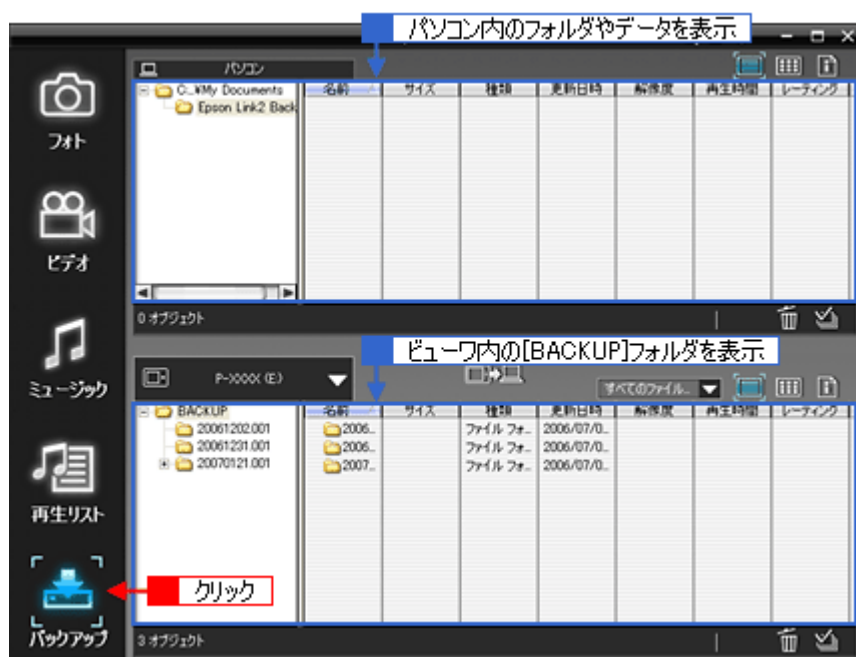 パソコン内のフォルダやデータを表示
パソコン
C:.¥My Documents
Epson Link2 Back
名前 サイズ 種類 更新日時 解像度 再生時間 レーティング
フォト
ビデオ
0 オブジェクト
ビューワ内の[BACKUP]フォルダを表示
P-XXXX (E)
すべてのファイル..
ミュージック
BACKUP
20061202.001
20061231.001
20070121.001
名前 サイズ 種類 更新日時 解像度 再生時間 レーティング
2006.. ファイル フォ.. 2006/07/0..
2006.. ファイル フォ.. 2006/07/0..
2007.. ファイル フォ.. 2006/07/0..
再生リスト
クリック
バックアップ
3 オブジェクト